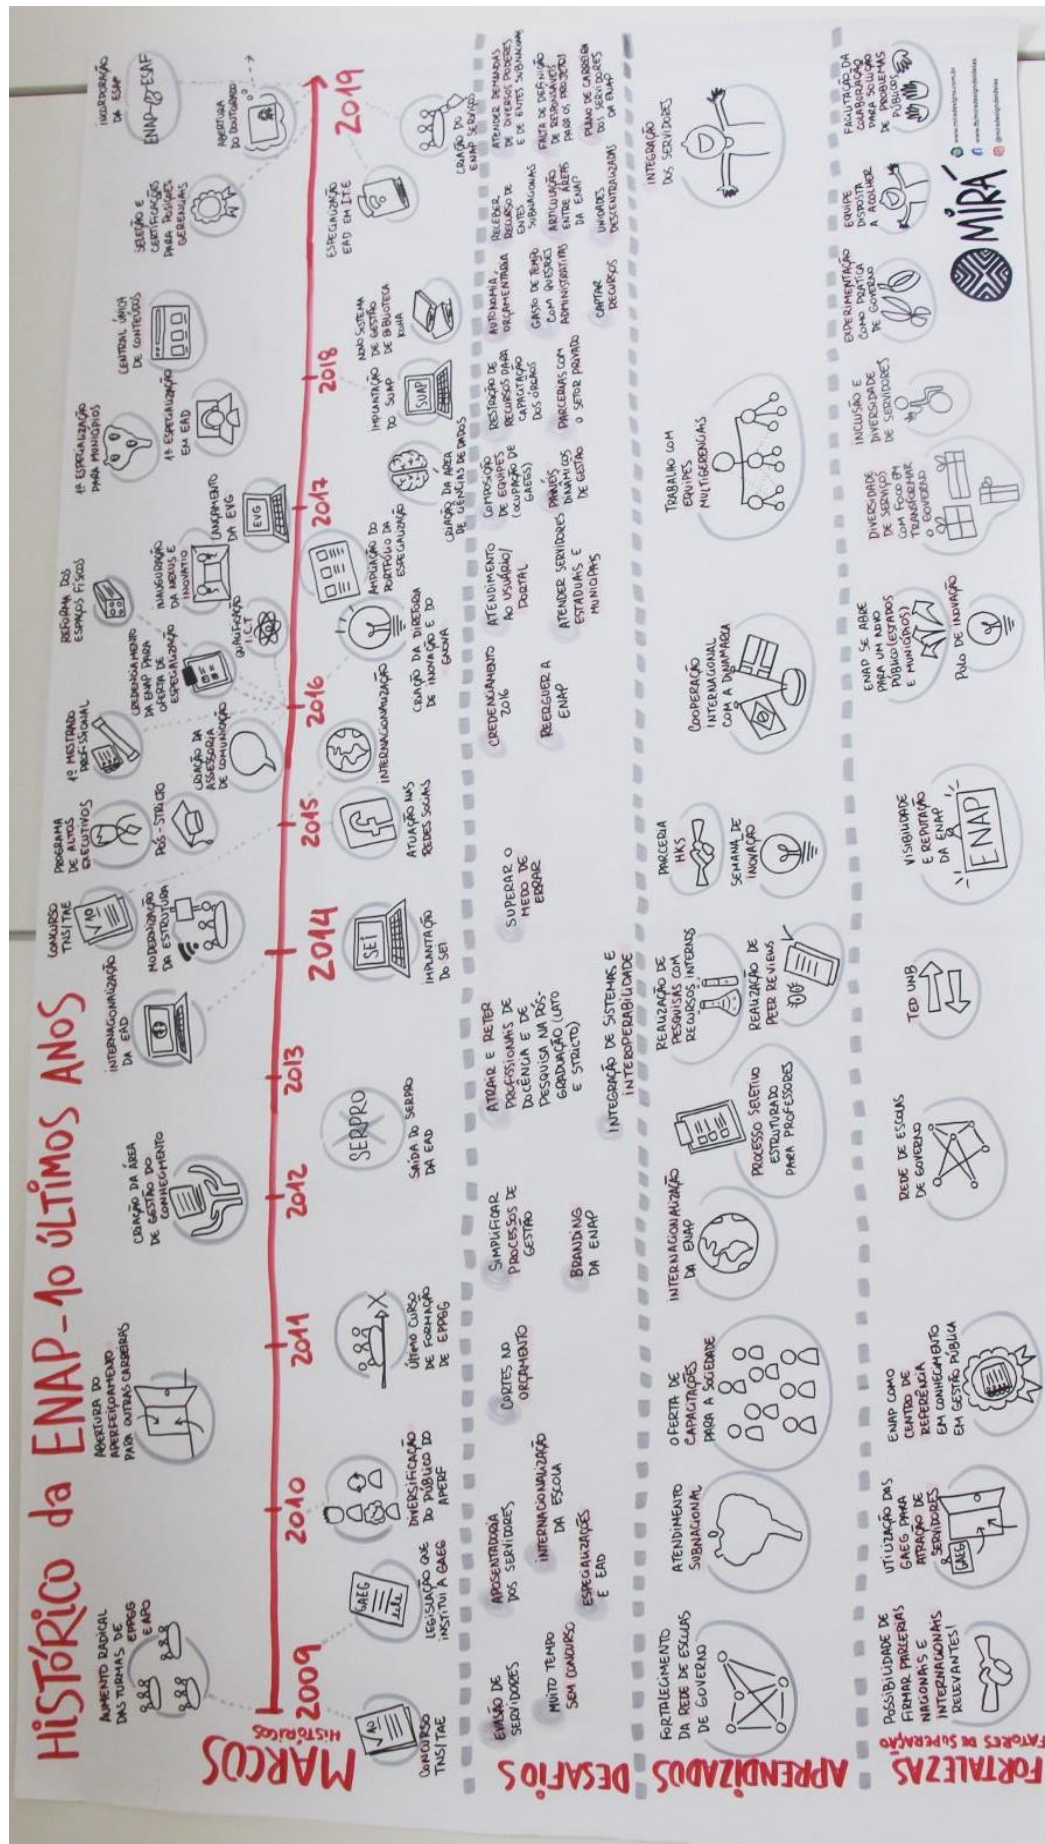 HISTÓRICO da ENAP - 10 ÚLTIMOS ANOS
MARCOS
HISTÓRICOS
AUMENTO RADICAL
DAS TURMAS DE
EPPGG
E APO
ABERTURA DO
APERFEIÇOAMENTO
PARA OUTRAS CARREIRAS
CRIAÇÃO DA ÁREA
DE GESTÃO DO
CONHECIMENTO
INTERNACIONALIZAÇÃO
DA EAD
CONCURSO
TNS/TAE
√10
MODERNIZAÇÃO
DA ESTRUTURA
PROGRAMA
DE ALTOS
EXECUTIVOS
PÓS-STRICTO
1º MESTRADO
PROFISSIONAL
CRIAÇÃO DA
ASSESSORIA
DE COMUNICAÇÃO
CREDENCIAMENTO
DA ENAP PARA
OFERTA DE
ESPECIALIZAÇÃO
QUALIFICAÇÃO
I.C.T
REFORMA DOS
ESPAÇOS FÍSICOS
INAUGURAÇÃO
DA NEXUS E
INOVATIO
LANÇAMENTO
DA EVG
EVG
1ª ESPECIALIZAÇÃO
PARA MUNICÍPIOS
1ª ESPECIALIZAÇÃO
EM EAD
CENTRAL ÚNICA
DE CONTEÚDOS
SELEÇÃO E
CERTIFICAÇÕES
PARA POSIÇÕES
GERENCIAIS
INCORPORAÇÃO
DA ESAF
ENAP ESAF
ABERTURA
DO DOUTORADO
2009
2010
2011
2012
2013
2014
2015
2016
2017
2018
2019
CONCURSO
TNS/TAE
√10
GAEG
LEGISLAÇÃO QUE
INSTITUI A GAEG
DIVERSIFICAÇÃO
DO PÚBLICO DO
APERF
ÚLTIMO CURSO
DE FORMAÇÃO
DE EPPGG
SERPRO
SAÍDA DO SERPRO
DA EAD
SEI
IMPLANTAÇÃO
DO SEI
ATUAÇÃO NAS
REDES SOCIAIS
INTERNACIONALIZAÇÃO
CRIAÇÃO DA DIRETORIA
DE INOVAÇÃO E DO
GNOVA
AMPLIAÇÃO DO
PORTFÓLIO DA
ESPECIALIZAÇÃO
CRIAÇÃO DA ÁREA
DE CIÊNCIAS DE DADOS
IMPLANTAÇÃO
DO SUAP
SUAP
NOVO SISTEMA
DE GESTÃO
DE BIBLIOTECA
KOHA
ESPECIALIZAÇÃO
EAD EM ITE
CRIAÇÃO DO
ENAP SERVIÇOS
DESAFIOS
EVASÃO DE
SERVIDORES
MUITO TEMPO
SEM CONCURSO
APOSENTADORIA
DOS SERVIDORES
INTERNACIONALIZAÇÃO
DA ESCOLA
ESPECIALIZAÇÕES
E EAD
CORTES NO
ORÇAMENTO
SIMPLIFICAR
PROCESSOS DE
GESTÃO
BRANDING
DA ENAP
ATRAIR E RETER
PROFISSIONAIS DE
DOCÊNCIA E DE
PESQUISA NA PÓS-
GRADUAÇÃO (LATO
E STRICTO)
INTEGRAÇÃO DE SISTEMAS E
INTEROPERABILIDADE
SUPERAR O
MEDO DE
ERRAR
CREDENCIAMENTO
2016
REERGUER A
ENAP
ATENDIMENTO
AO USUÁRIO/
PORTAL
ATENDER SERVIDORES
ESTADUAIS E
MUNICIPAIS
COMPOSIÇÃO
DE EQUIPES
(OCUPAÇÃO DE
GAEGS)
PAINÉIS
DINÂMICOS
DE GESTÃO
RESTRIÇÃO DE
RECURSOS PARA
CAPACITAÇÃO
DOS ÓRGÃOS
PARCERIAS COM
O SETOR PRIVADO
AUTONOMIA
ORÇAMENTÁRIA
GASTO DE TEMPO
COM QUESTÕES
ADMINISTRATIVAS
CAPTAR
RECURSOS
RECEBER
RECURSO DE
ENTES
SUBNACIONAIS
ARTICULAÇÃO
ENTRE ÁREAS
DA ENAP
UNIDADES
DESCENTRALIZADAS
ATENDER DEMANDAS
DE DIVERSOS PODERES
E DE ENTES SUBNACIONAIS
FALTA DE DEFINIÇÃO
DE RESPONSÁVEIS
PARA OS PROJETOS
PLANO DE CARREIRA
DOS SERVIDORES
DA ENAP
APRENDIZADOS
FORTALECIMENTO
DA REDE DE ESCOLAS
DE GOVERNO
ATENDIMENTO
SUBNACIONAL
OFERTA DE
CAPACITAÇÕES
PARA A SOCIEDADE
INTERNACIONALIZAÇÃO
DA ENAP
PROCESSO SELETIVO
ESTRUTURADO
PARA PROFESSORES
REALIZAÇÃO DE
PESQUISAS COM
RECURSOS INTERNOS
REALIZAÇÃO DE
PETER REVIEWS
PARCERIA
HKS
SEMANA DE
INOVAÇÃO
COOPERAÇÃO
INTERNACIONAL
COM A DINAMARCA
TRABALHO COM
EQUIPES
MULTIGERENCIAIS
INTEGRAÇÃO
DOS SERVIDORES
FORTALEZAS
FATORES DE SUPERAÇÃO
POSSIBILIDADE DE
FIRMAR PARCERIAS
NACIONAIS E
INTERNACIONAIS
RELEVANTES!
UTILIZAÇÃO DAS
GAEG PARA
ATRAÇÃO DE
SERVIDORES
GAEG
ENAP COMO
CENTRO DE
REFERÊNCIA
EM CONHECIMENTO
EM GESTÃO PÚBLICA
REDE DE ESCOLAS
DE GOVERNO
TED UNB
VISIBILIDADE
E REPUTAÇÃO
DA ENAP
ENAP
ENAP SE ABRE
PARA UM NOVO
PÚBLICO (ESTADOS
E MUNICÍPIOS)
POLO DE INOVAÇÃO
DIVERSIDADE
DE SERVIÇOS
COM FOCO EM
TRANSFORMAR
O GOVERNO
INCLUSÃO E
DIVERSIDADE
DE SERVIDORES
EXPERIMENTAÇÃO
COMO PRÁTICA
DE GOVERNO
EQUIPE
DISPOSTA
A ACOLHER
FACILITAÇÃO DA
COLABORAÇÃO
PARA SOLUÇÃO
DE PROBLEMAS
PÚBLICOS
MIRÁ